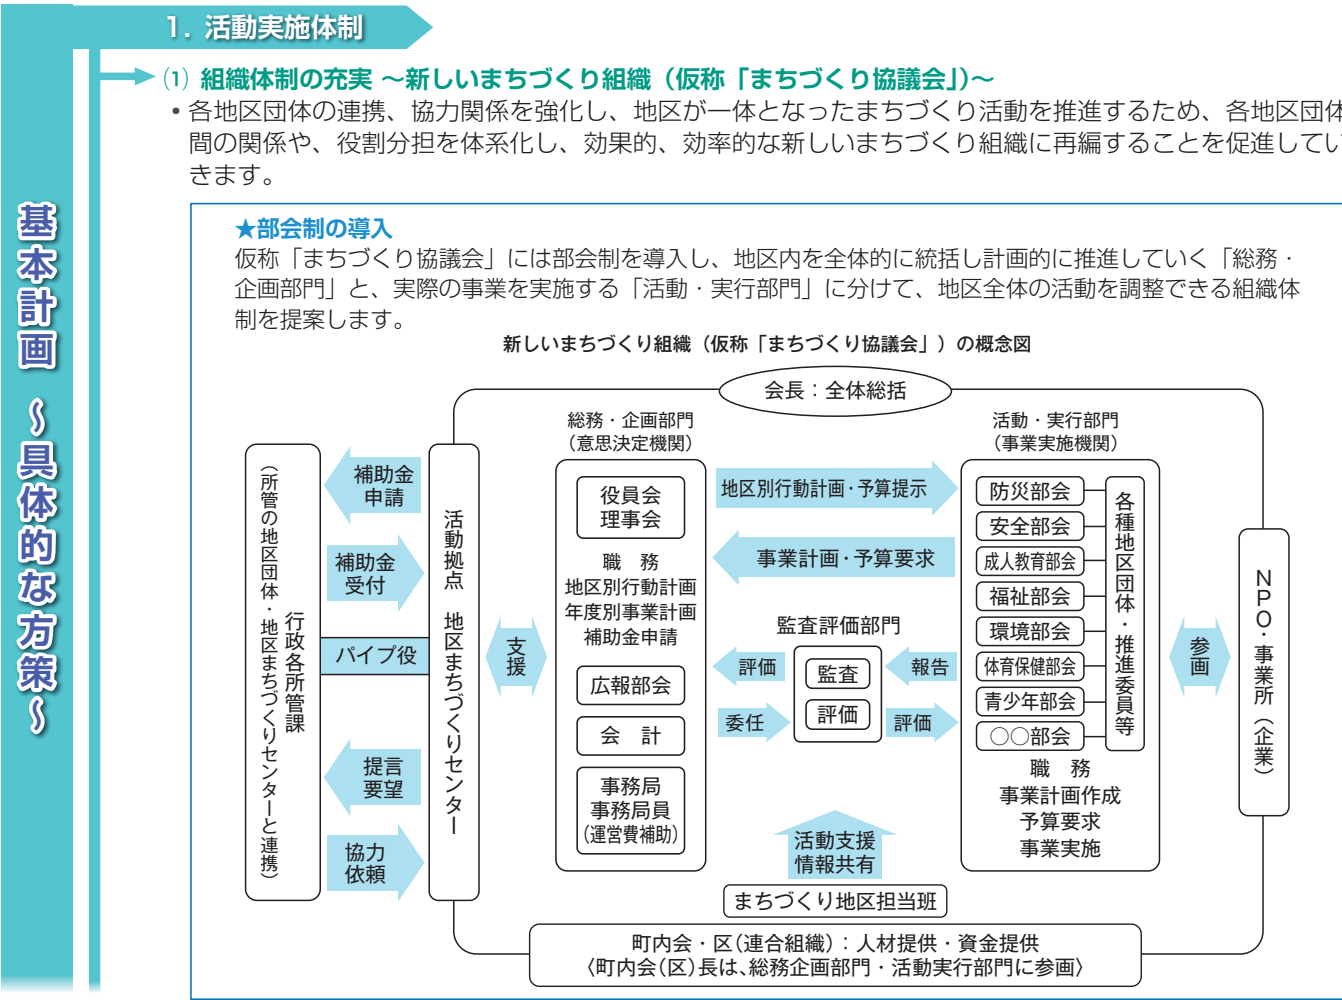 1. 活動実施体制
(1) 組織体制の充実 ～新しいまちづくり組織（仮称「まちづくり協議会」）～
・各地区団体の連携、協力関係を強化し、地区が一体となったまちづくり活動を推進するため、各地区団体
間の関係や、役割分担を体系化し、効果的、効率的な新しいまちづくり組織に再編することを促進してい
きます。
基本計画 ～具体的な方策～
★部会制の導入
仮称「まちづくり協議会」には部会制を導入し、地区内を全体的に統括し計画的に推進していく「総務・
企画部門」と、実際の事業を実施する「活動・実行部門」に分けて、地区全体の活動を調整できる組織体
制を提案します。
新しいまちづくり組織（仮称「まちづくり協議会」）の概念図
会長：全体総括
行政各所管課
（所管の地区団体・地区まちづくりセンターと連携）
補助金
申請
補助金
受付
パイプ役
提言
要望
協力
依頼
活動拠点 地区まちづくりセンター
支援
総務・企画部門
（意思決定機関）
役員会
理事会
職 務
地区別行動計画
年度別事業計画
補助金申請
広報部会
会 計
事務局
事務局員
（運営費補助）
地区別行動計画・予算提示
事業計画・予算要求
監査評価部門
評価
委任
監査
評価
報告
評価
活動・実行部門
（事業実施機関）
防災部会
安全部会
成人教育部会
福祉部会
環境部会
体育保健部会
青少年部会
○○部会
各種地区団体・推進委員等
職 務
事業計画作成
予算要求
事業実施
参画
NPO・事業所（企業）
活動支援
情報共有
まちづくり地区担当班
町内会・区（連合組織）：人材提供・資金提供
〈町内会（区）長は、総務企画部門・活動実行部門に参画〉